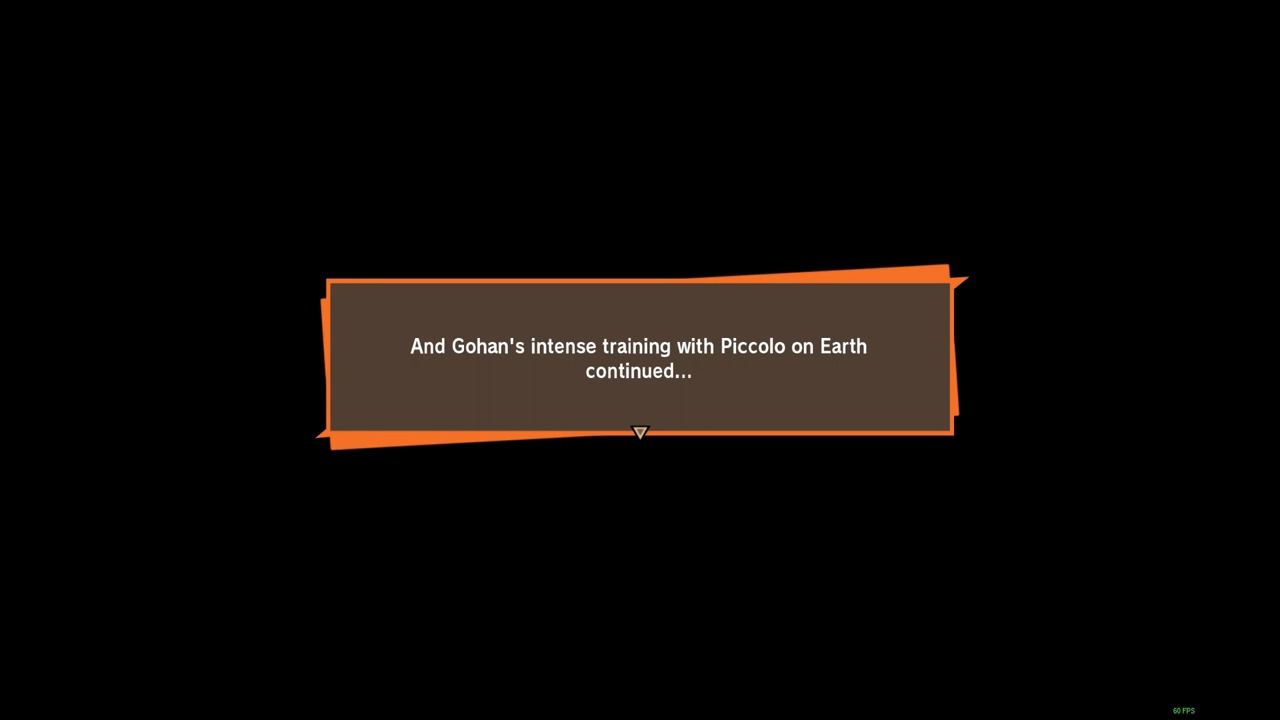 And Gohan's intense training with Piccolo on Earth
continued...
60 FPS